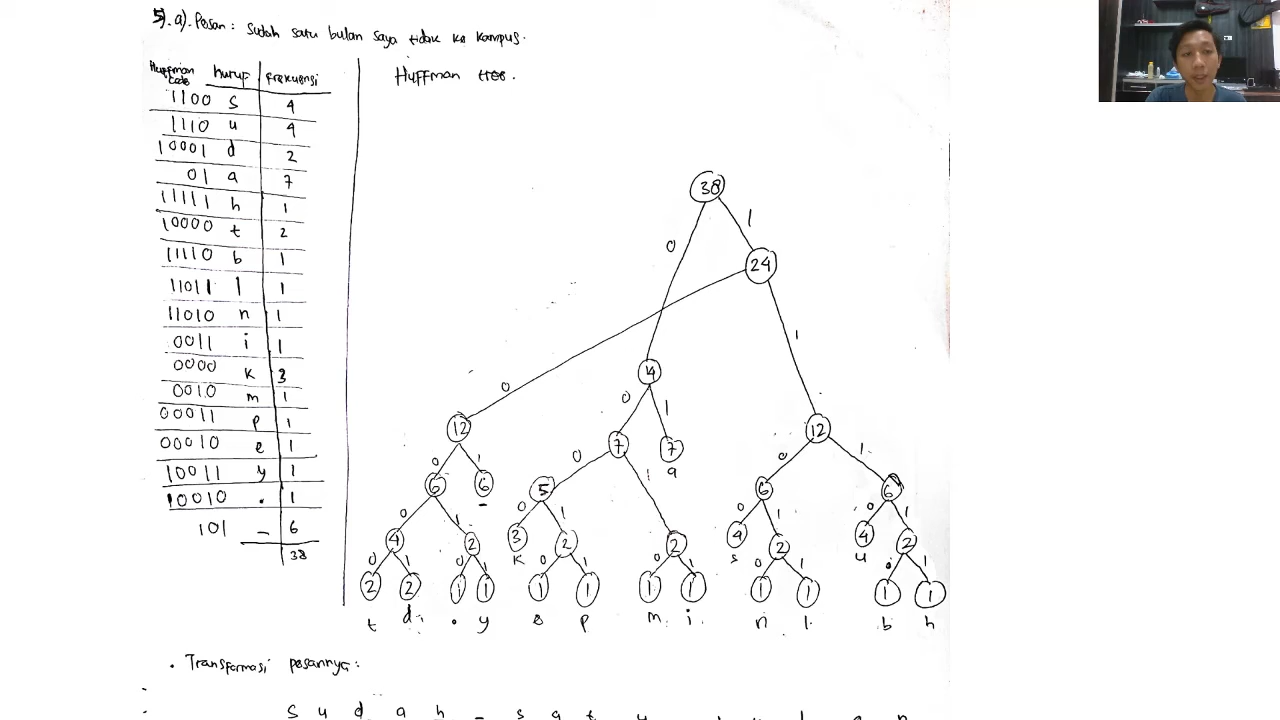 5). a). Pesan: Sudah satu bulan saya tidak ke kampus.
Huffman Code huruf frekuensi
1100 s 4
1110 u 4
10001 d 2
01 a 7
11111 h 1
10000 t 2
11110 b 1
11011 l 1
11010 n 1
0011 i 1
0000 k 3
0010 m 1
00011 p 1
00010 e 1
10011 y 1
10010 . 1
101 _ 6
38
Huffman tree.
38
0 1
24
0 1
14
0 1
12 7 7 12
a
0 1 0 1 0 1
6 6 5 6 6
_
0 1 0 1 0 1 0 1
4 2 3 2 2 4 2 4 2
k s u
0 1 0 1 0 1 0 1 0 1 0 1
2 2 1 1 1 1 1 1 1 1 1 1
t d . y e p m i n l b h
• Transformasi pesannya:
s u d a h _ s a t u _ b u l a n